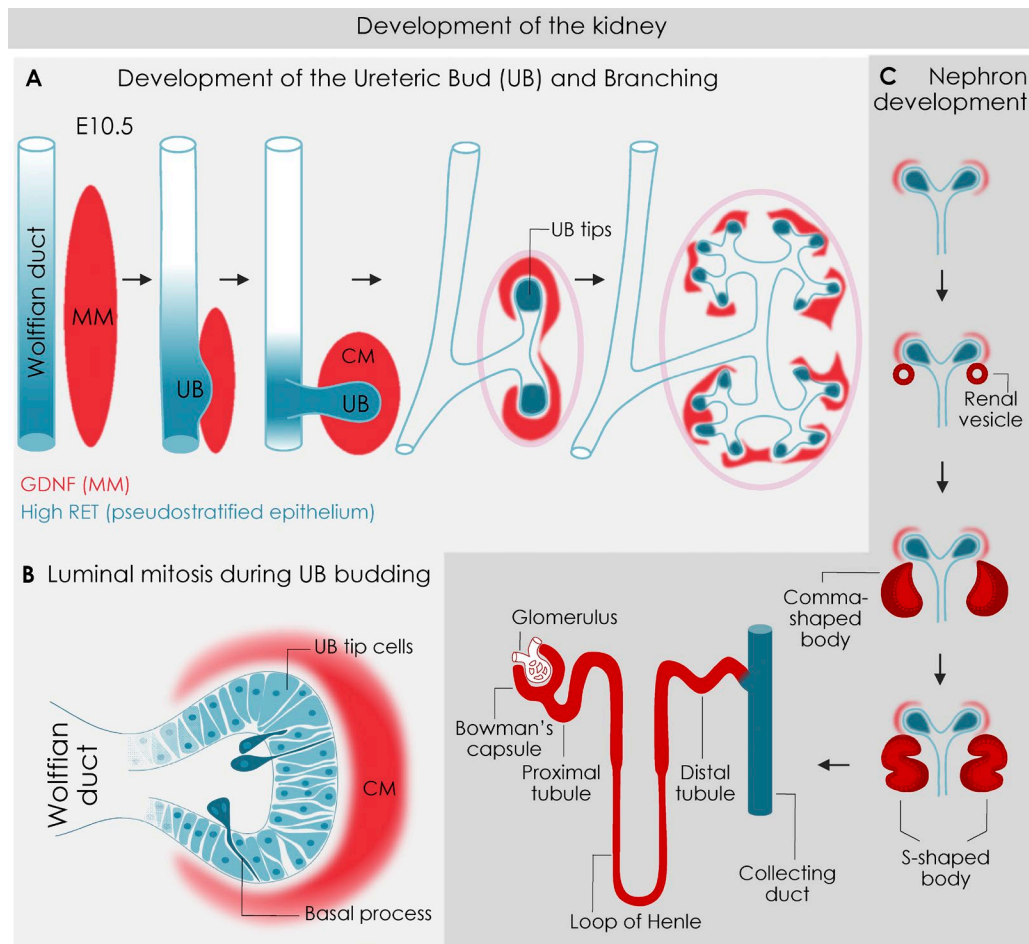 Development of the kidney
A
Development of the Ureteric Bud (UB) and Branching
E10.5
Wolffian duct
MM
UB
CM
UB
UB tips
GDNF (MM)
High RET (pseudostratified epithelium)
B Luminal mitosis during UB budding
UB tip cells
Wolffian
duct
CM
Basal process
C Nephron
development
Renal
vesicle
Comma-
shaped
body
S-shaped
body
Glomerulus
Bowman's
capsule
Proximal
tubule
Distal
tubule
Loop of Henle
Collecting
duct